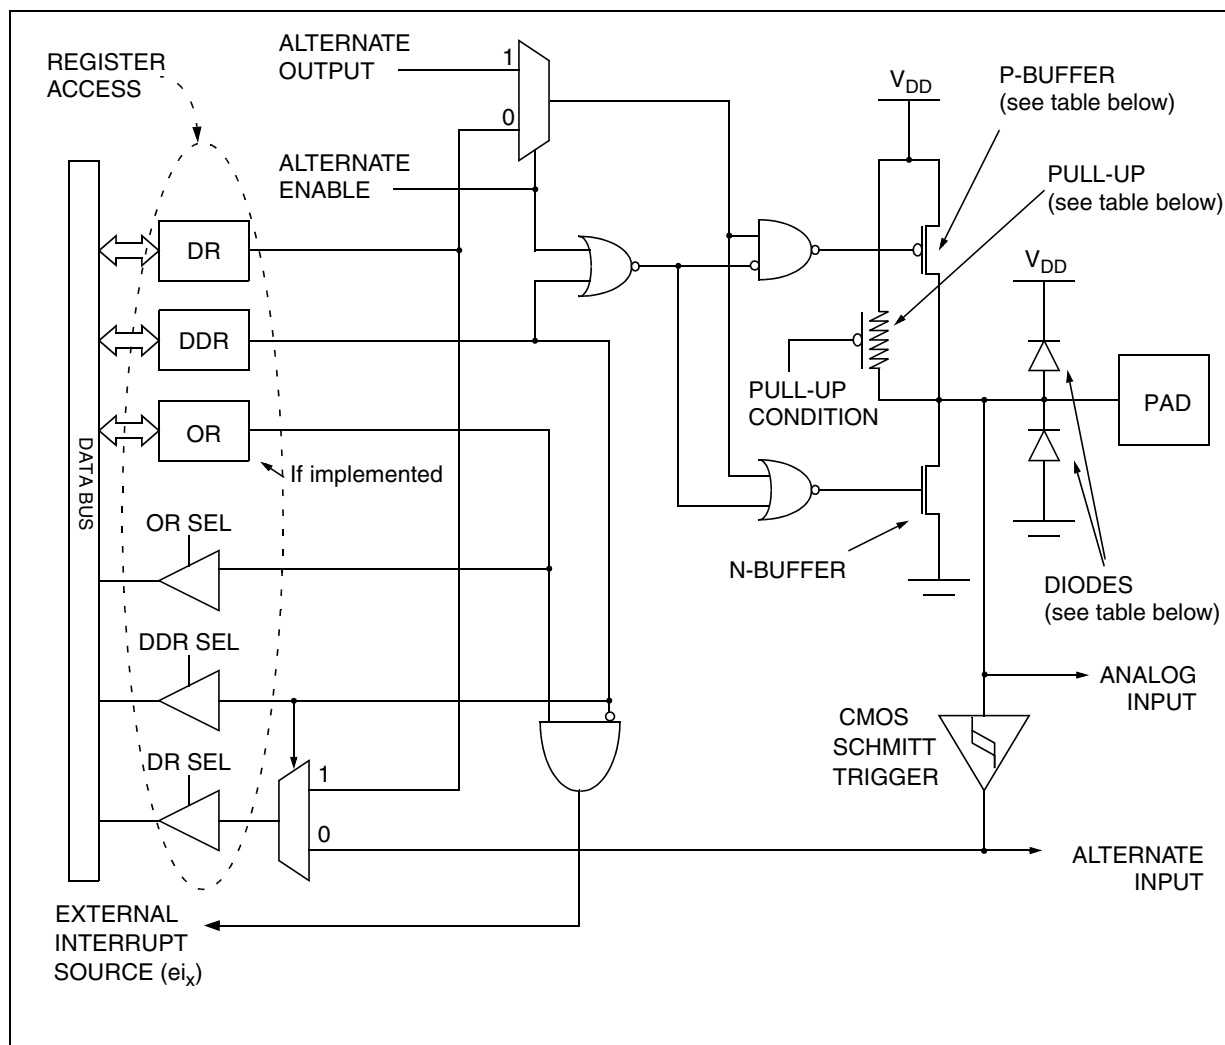 REGISTER
ACCESS
ALTERNATE
OUTPUT
1
0
ALTERNATE
ENABLE
V_DD
P-BUFFER
(see table below)
PULL-UP
(see table below)
DR
DDR
OR
If implemented
DATA BUS
V_DD
PULL-UP
CONDITION
PAD
N-BUFFER
DIODES
(see table below)
OR SEL
DDR SEL
DR SEL
1
0
ANALOG
INPUT
CMOS
SCHMITT
TRIGGER
ALTERNATE
INPUT
EXTERNAL
INTERRUPT
SOURCE (ei_x)